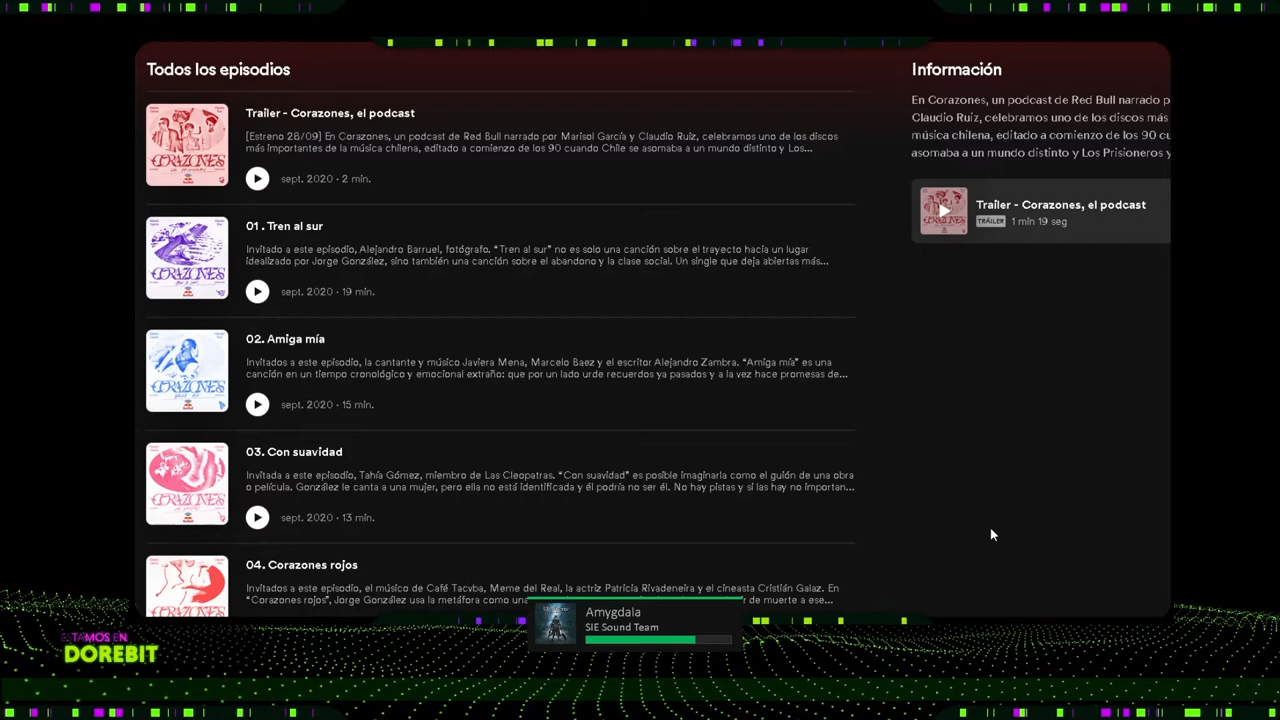 Todos los episodios
Trailer - Corazones, el podcast
[Estreno 28/09] En Corazones, un podcast de Red Bull narrado por Marisol García y Claudio Ruiz, celebramos uno de los discos
más importantes de la música chilena, editado a comienzo de los 90 cuando Chile se asomaba a un mundo distinto y Los...
sept. 2020 · 2 min.
01. Tren al sur
Invitado a este episodio, Alejandro Barruel, fotógrafo. “Tren al sur” no es solo una canción sobre el trayecto hacia un lugar
idealizado por Jorge González, sino también una canción sobre el abandono y la clase social. Un single que deja abiertas más...
sept. 2020 · 19 min.
02. Amiga mía
Invitados a este episodio, la cantante y músico Javiera Mena, Marcelo Baez y el escritor Alejandro Zambra. “Amiga mía” es una
canción en un tiempo cronológico y emocional extraño: que por un lado urde recuerdos ya pasados y a la vez hace promesas de...
sept. 2020 · 15 min.
03. Con suavidad
Invitada a este episodio, Tahía Gómez, miembro de Las Cleopatras. “Con suavidad” es posible imaginarla como el guión de una obra
o película. González le canta a una mujer, pero ella no está identificada y él podría no ser él. No hay pistas y si las hay no importan...
sept. 2020 · 13 min.
04. Corazones rojos
Invitados a este episodio, el músico de Café Tacvba, Meme del Real, la actriz Patricia Rivadeneira y el cineasta Cristián Galaz. En
“Corazones rojos”, Jorge González usa la metáfora como una de muerte a ese...
Información
En Corazones, un podcast de Red Bull narrado p
Claudio Ruiz, celebramos uno de los discos más
música chilena, editado a comienzo de los 90 cu
asomaba a un mundo distinto y Los Prisioneros y
Trailer - Corazones, el podcast
TRÁILER 1 min 19 seg
CORAZONES
CORAZONES
CORAZONES
CORAZONES
Amygdala
SIE Sound Team
ESTAMOS EN
DOREBIT